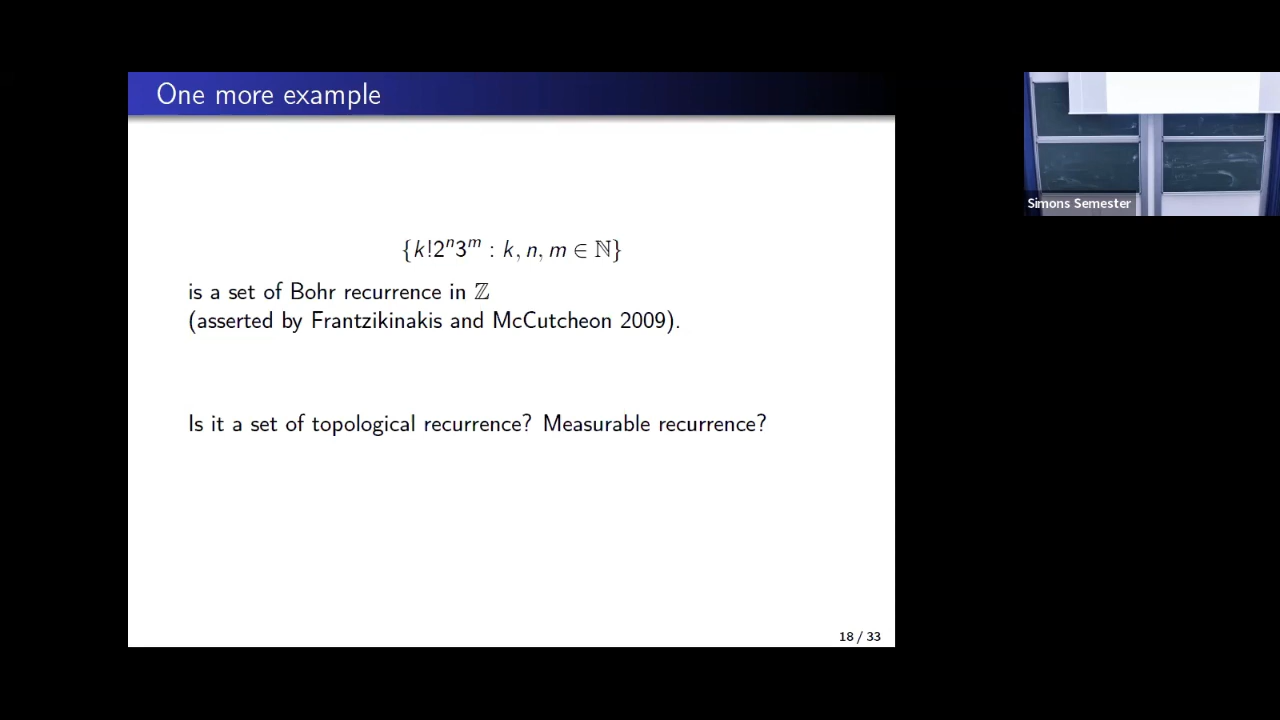 One more example
{k!2ⁿ3ᵐ : k, n, m ∈ ℕ}
is a set of Bohr recurrence in ℤ
(asserted by Frantzikinakis and McCutcheon 2009).
Is it a set of topological recurrence? Measurable recurrence?
18 / 33
Simons Semester